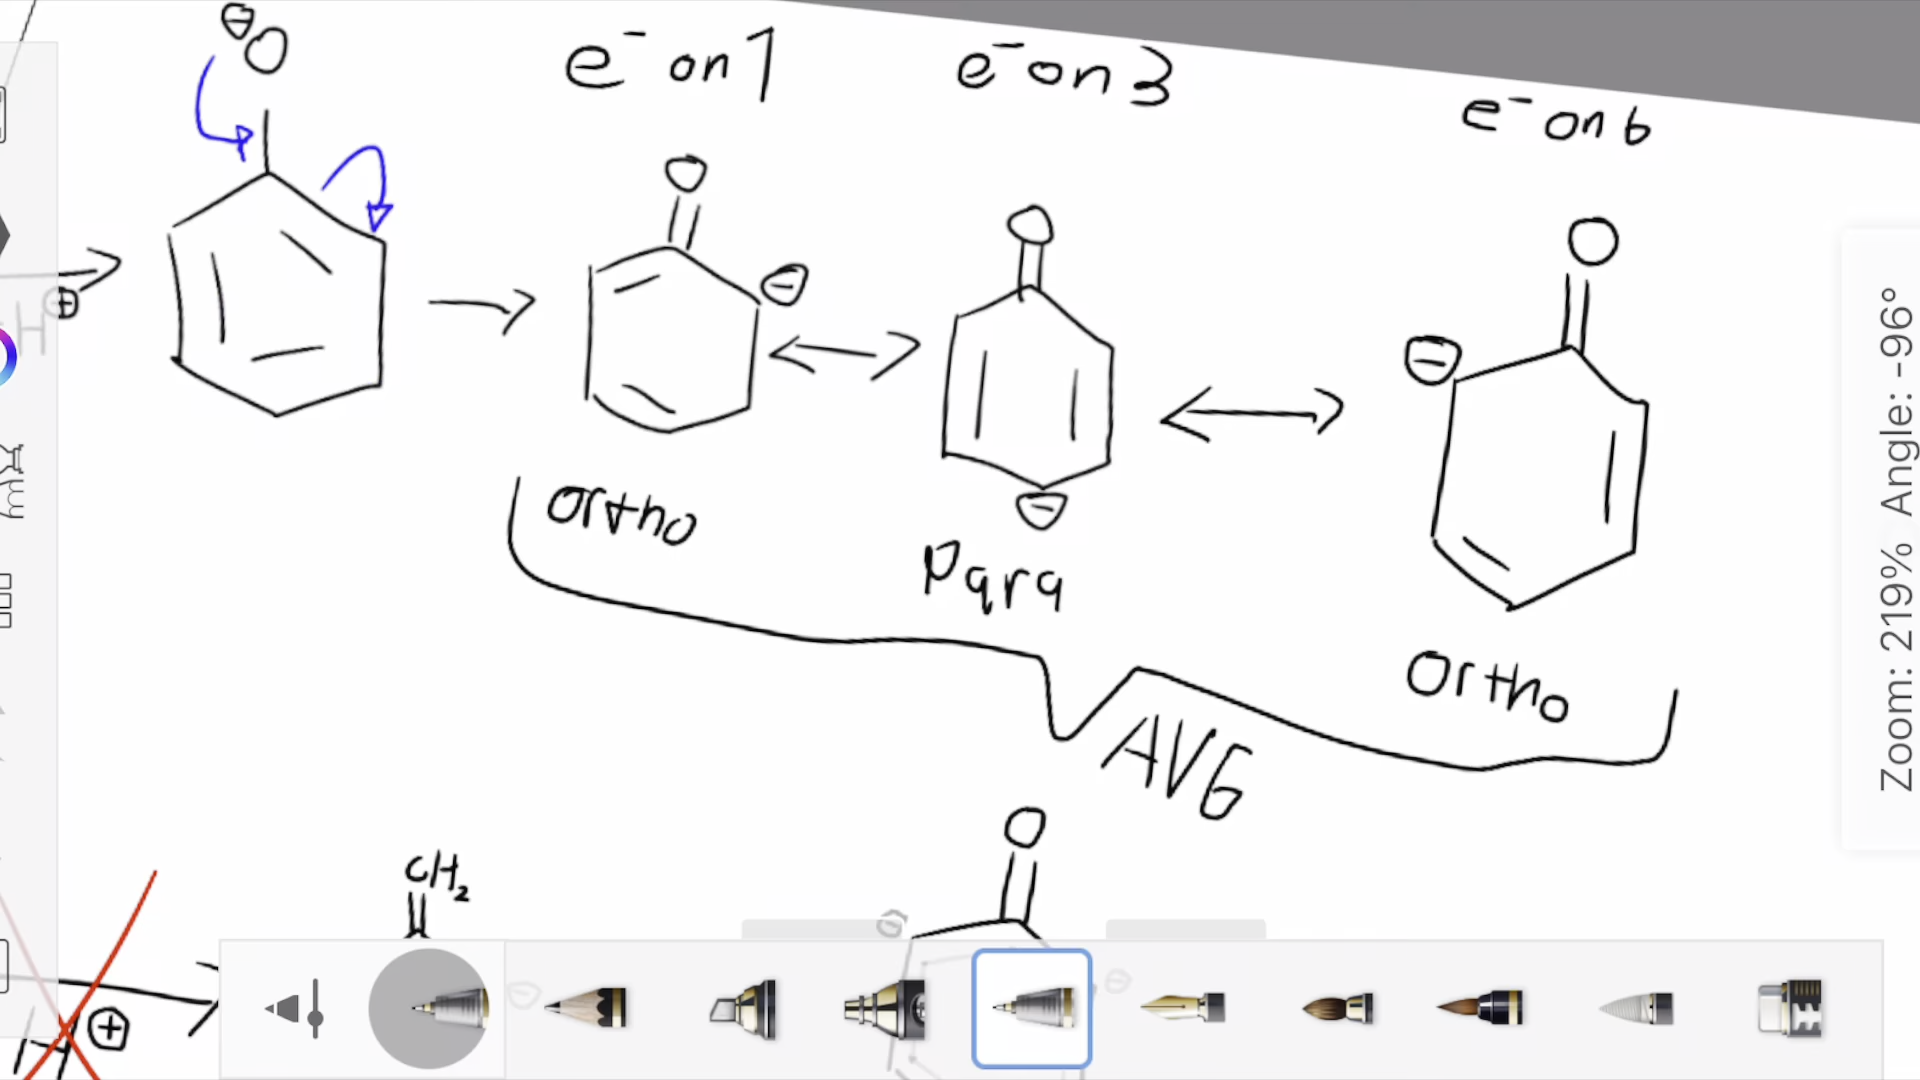 ⊖O
e⁻ on 1
e⁻ on 3
e⁻ on 6
O
⊖
O
⊖
O
⊖
H ⊕
Ortho
Para
Ortho
AVG
CH₂
O
⊖
H ⊕
Zoom: 219% Angle: -96°